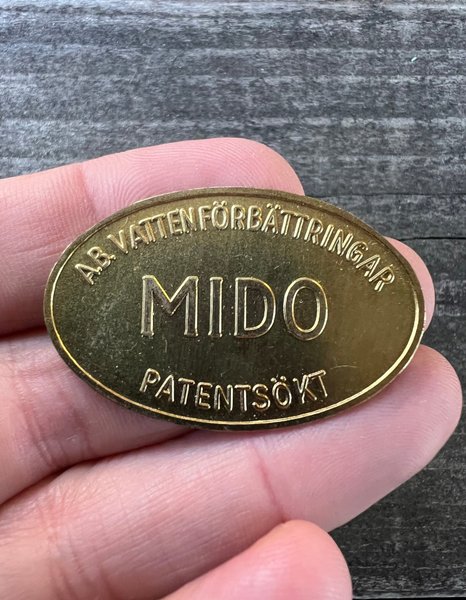 A.B. VATTENFÖRBÄTTRINGAR
MIDO
PATENTSÖKT